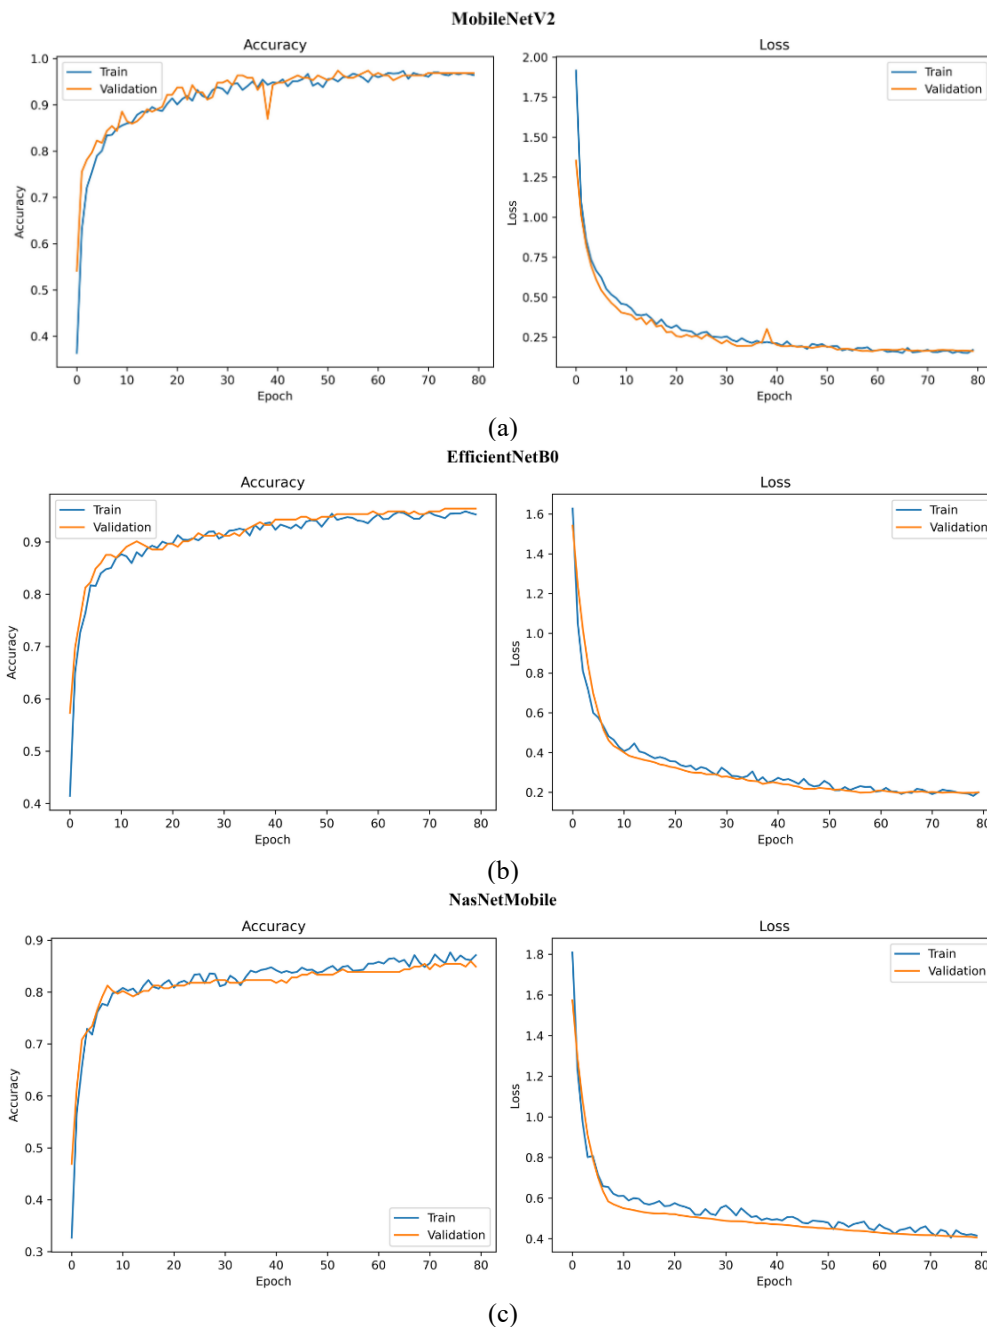 MobileNetV2
Accuracy
Loss
1.0
0.9
0.8
0.7
0.6
0.5
0.4
Accuracy
Train
Validation
0 10 20 30 40 50 60 70 80
Epoch
2.00
1.75
1.50
1.25
1.00
0.75
0.50
0.25
Loss
Train
Validation
0 10 20 30 40 50 60 70 80
Epoch
(a)
EfficientNetB0
Accuracy
Loss
0.9
0.8
0.7
0.6
0.5
0.4
Accuracy
Train
Validation
0 10 20 30 40 50 60 70 80
Epoch
1.6
1.4
1.2
1.0
0.8
0.6
0.4
0.2
Loss
Train
Validation
0 10 20 30 40 50 60 70 80
Epoch
(b)
NasNetMobile
Accuracy
Loss
0.9
0.8
0.7
0.6
0.5
0.4
0.3
Accuracy
Train
Validation
0 10 20 30 40 50 60 70 80
Epoch
1.8
1.6
1.4
1.2
1.0
0.8
0.6
0.4
Loss
Train
Validation
0 10 20 30 40 50 60 70 80
Epoch
(c)